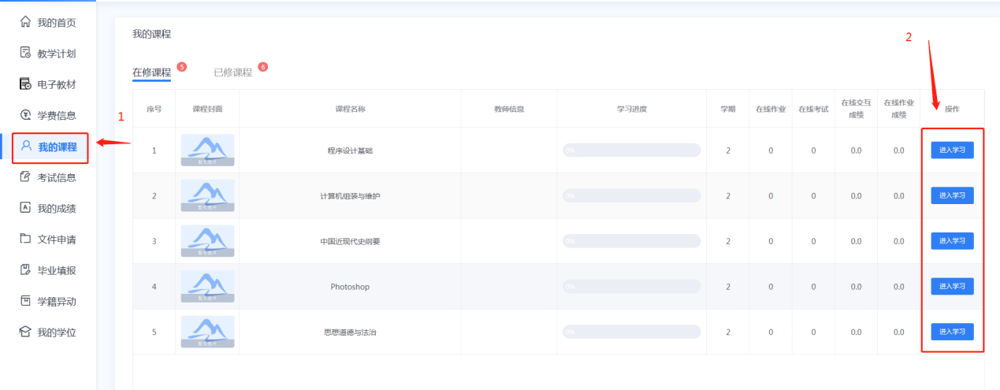 我的首页
教学计划
电子教材
学费信息
我的课程
考试信息
我的成绩
文件申请
毕业填报
学籍异动
我的学位
1
2
我的课程
在修课程 5 已修课程 6
序号 课程封面 课程名称 教师信息 学习进度 学期 在线作业 在线考试 在线交互成绩 在线作业成绩 操作
1 暂无图片 程序设计基础 0% 2 0 0 0.0 0.0 进入学习
2 暂无图片 计算机组装与维护 0% 2 0 0 0.0 0.0 进入学习
3 暂无图片 中国近现代史纲要 0% 2 0 0 0.0 0.0 进入学习
4 暂无图片 Photoshop 0% 2 0 0 0.0 0.0 进入学习
5 暂无图片 思想道德与法治 0% 2 0 0 0.0 0.0 进入学习